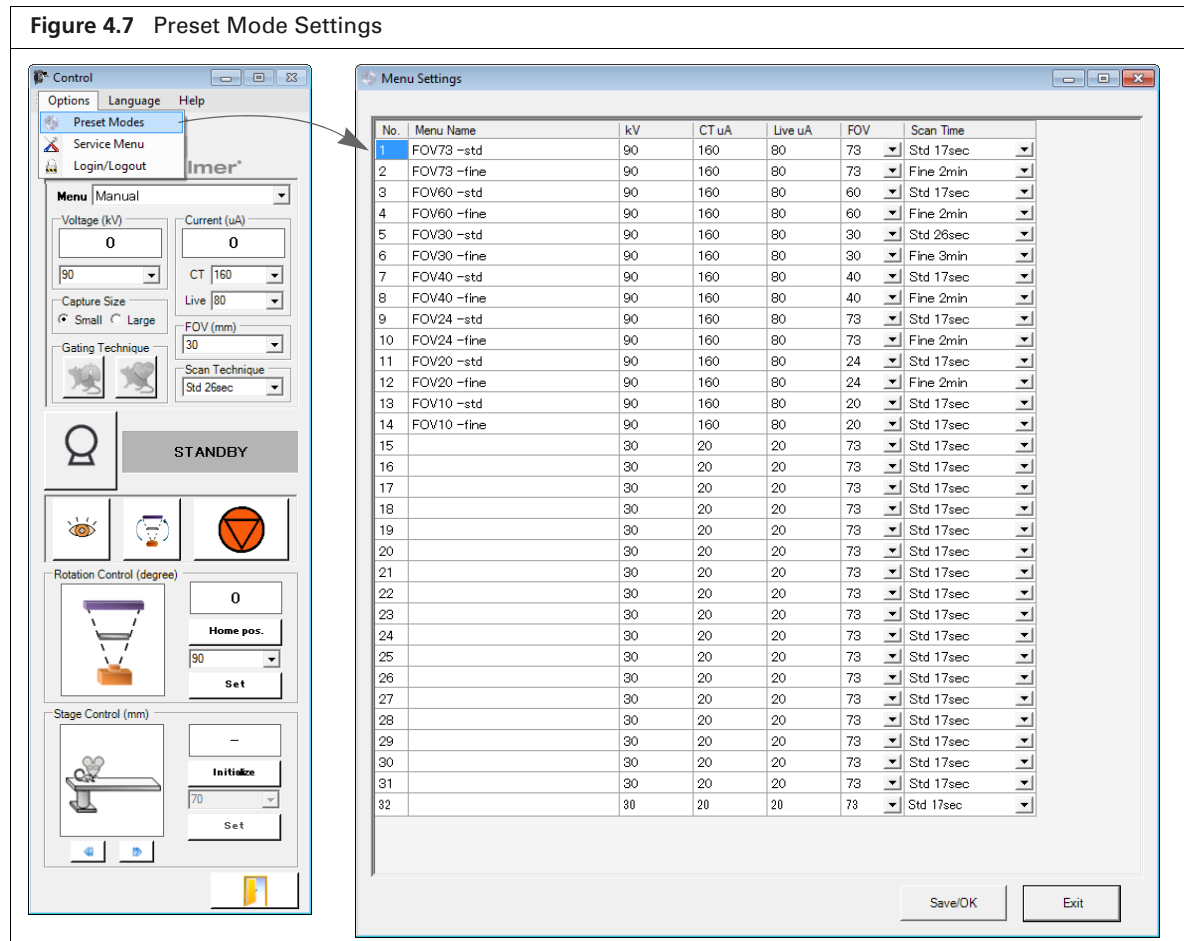 Figure 4.7 Preset Mode Settings
Control
Options Language Help
Preset Modes
Service Menu
Login/Logout
lmer
Menu Manual
Voltage (kV) Current (uA)
0 0
90 CT 160
Capture Size Live 80
Small Large FOV (mm)
30
Gating Technique
Scan Technique
Std 26sec
STANDBY
Rotation Control (degree)
0
Home pos.
90
Set
Stage Control (mm)
–
Initialize
70
Set
Menu Settings
No. Menu Name kV CT uA Live uA FOV Scan Time
1 FOV73 –std 90 160 80 73 Std 17sec
2 FOV73 –fine 90 160 80 73 Fine 2min
3 FOV60 –std 90 160 80 60 Std 17sec
4 FOV60 –fine 90 160 80 60 Fine 2min
5 FOV30 –std 90 160 80 30 Std 26sec
6 FOV30 –fine 90 160 80 30 Fine 3min
7 FOV40 –std 90 160 80 40 Std 17sec
8 FOV40 –fine 90 160 80 40 Fine 2min
9 FOV24 –std 90 160 80 73 Std 17sec
10 FOV24 –fine 90 160 80 73 Fine 2min
11 FOV20 –std 90 160 80 24 Std 17sec
12 FOV20 –fine 90 160 80 24 Fine 2min
13 FOV10 –std 90 160 80 20 Std 17sec
14 FOV10 –fine 90 160 80 20 Std 17sec
15 30 20 20 73 Std 17sec
16 30 20 20 73 Std 17sec
17 30 20 20 73 Std 17sec
18 30 20 20 73 Std 17sec
19 30 20 20 73 Std 17sec
20 30 20 20 73 Std 17sec
21 30 20 20 73 Std 17sec
22 30 20 20 73 Std 17sec
23 30 20 20 73 Std 17sec
24 30 20 20 73 Std 17sec
25 30 20 20 73 Std 17sec
26 30 20 20 73 Std 17sec
27 30 20 20 73 Std 17sec
28 30 20 20 73 Std 17sec
29 30 20 20 73 Std 17sec
30 30 20 20 73 Std 17sec
31 30 20 20 73 Std 17sec
32 30 20 20 73 Std 17sec
Save/OK Exit